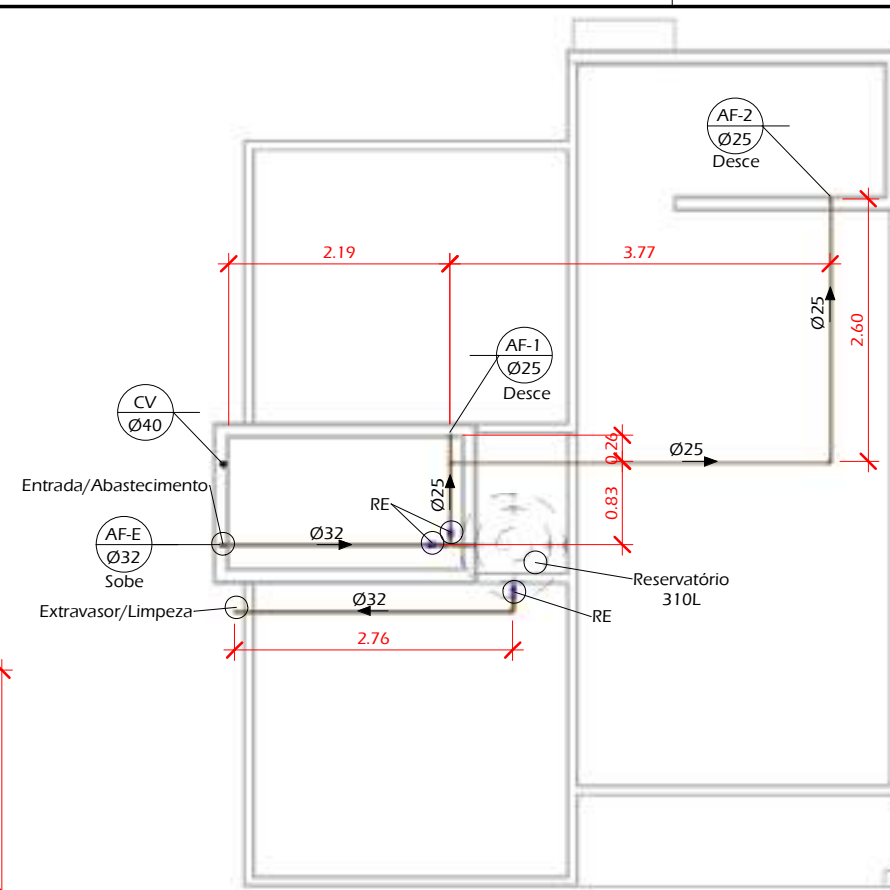 AF-2
Ø25
Desce
2.19
3.77
Ø25
2.60
AF-1
Ø25
Desce
CV
Ø40
0.26
Ø25
Entrada/Abastecimento
RE
Ø25
0.83
AF-E
Ø32
Sobe
Ø32
Reservatório
310L
Extravasor/Limpeza
Ø32
RE
2.76